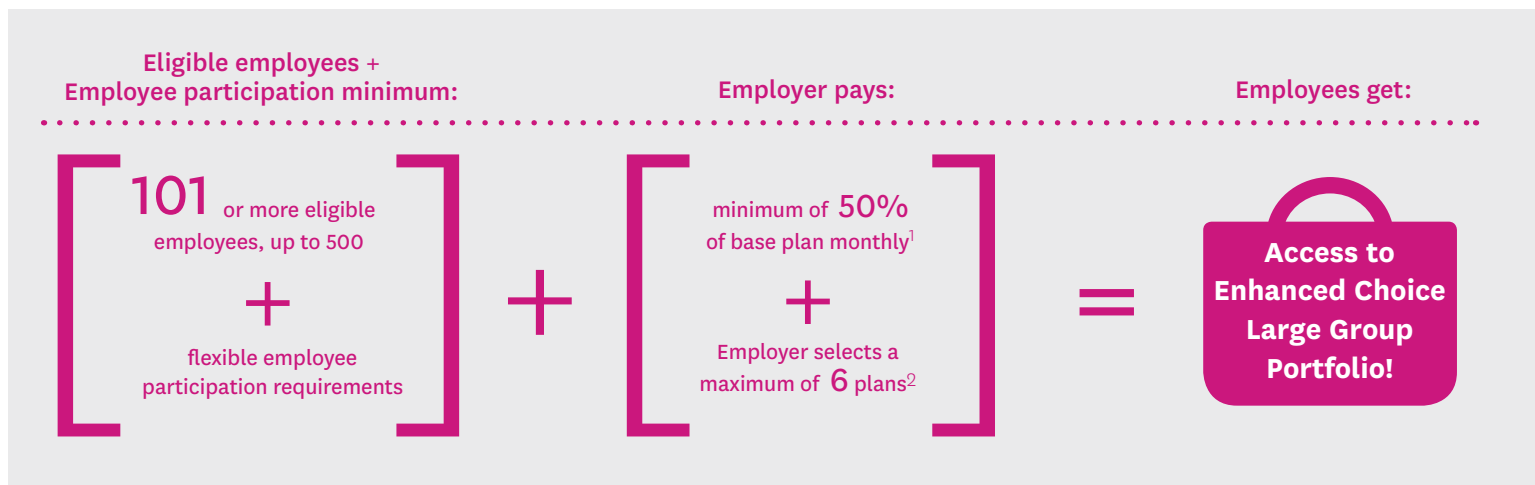 Eligible employees +
Employee participation minimum:
101 or more eligible
employees, up to 500
+
flexible employee
participation requirements
+
Employer pays:
minimum of 50%
of base plan monthly1
+
Employer selects a
maximum of 6 plans2
=
Employees get:
Access to
Enhanced Choice
Large Group
Portfolio!